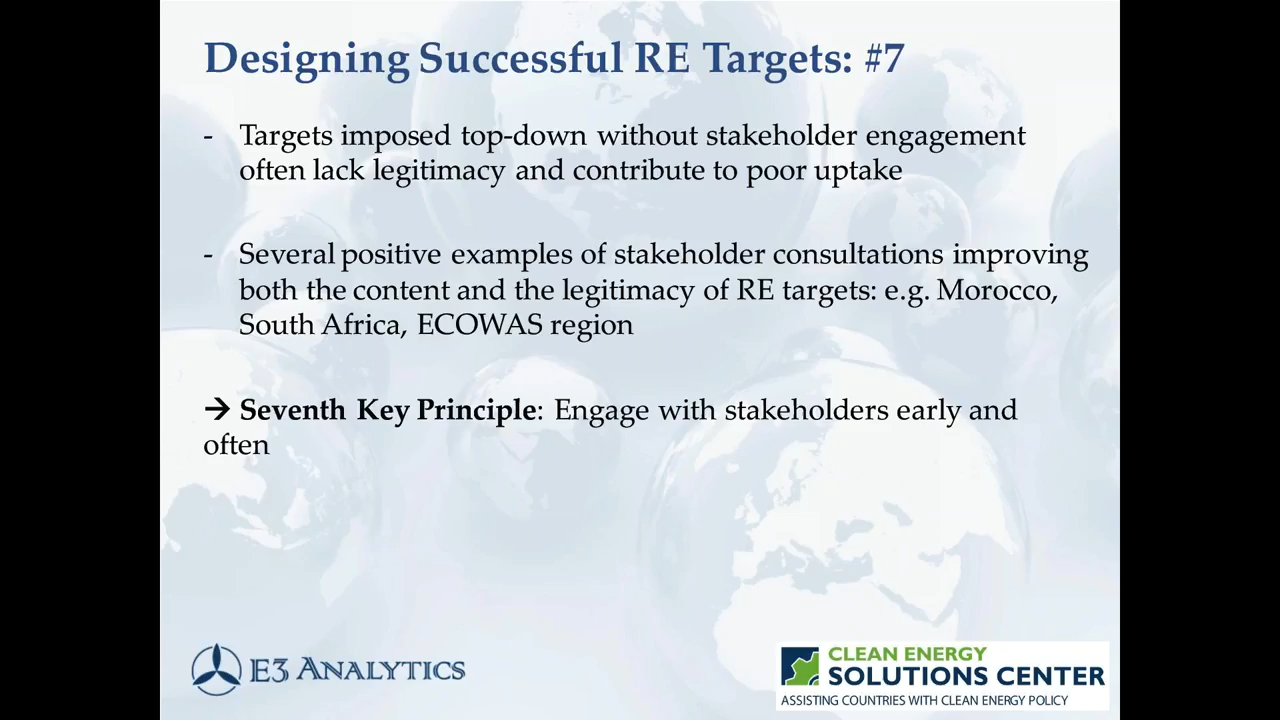 Designing Successful RE Targets: #7
- Targets imposed top-down without stakeholder engagement
often lack legitimacy and contribute to poor uptake
- Several positive examples of stakeholder consultations improving
both the content and the legitimacy of RE targets: e.g. Morocco,
South Africa, ECOWAS region
→ Seventh Key Principle: Engage with stakeholders early and
often
E3 ANALYTICS
CLEAN ENERGY
SOLUTIONS CENTER
ASSISTING COUNTRIES WITH CLEAN ENERGY POLICY